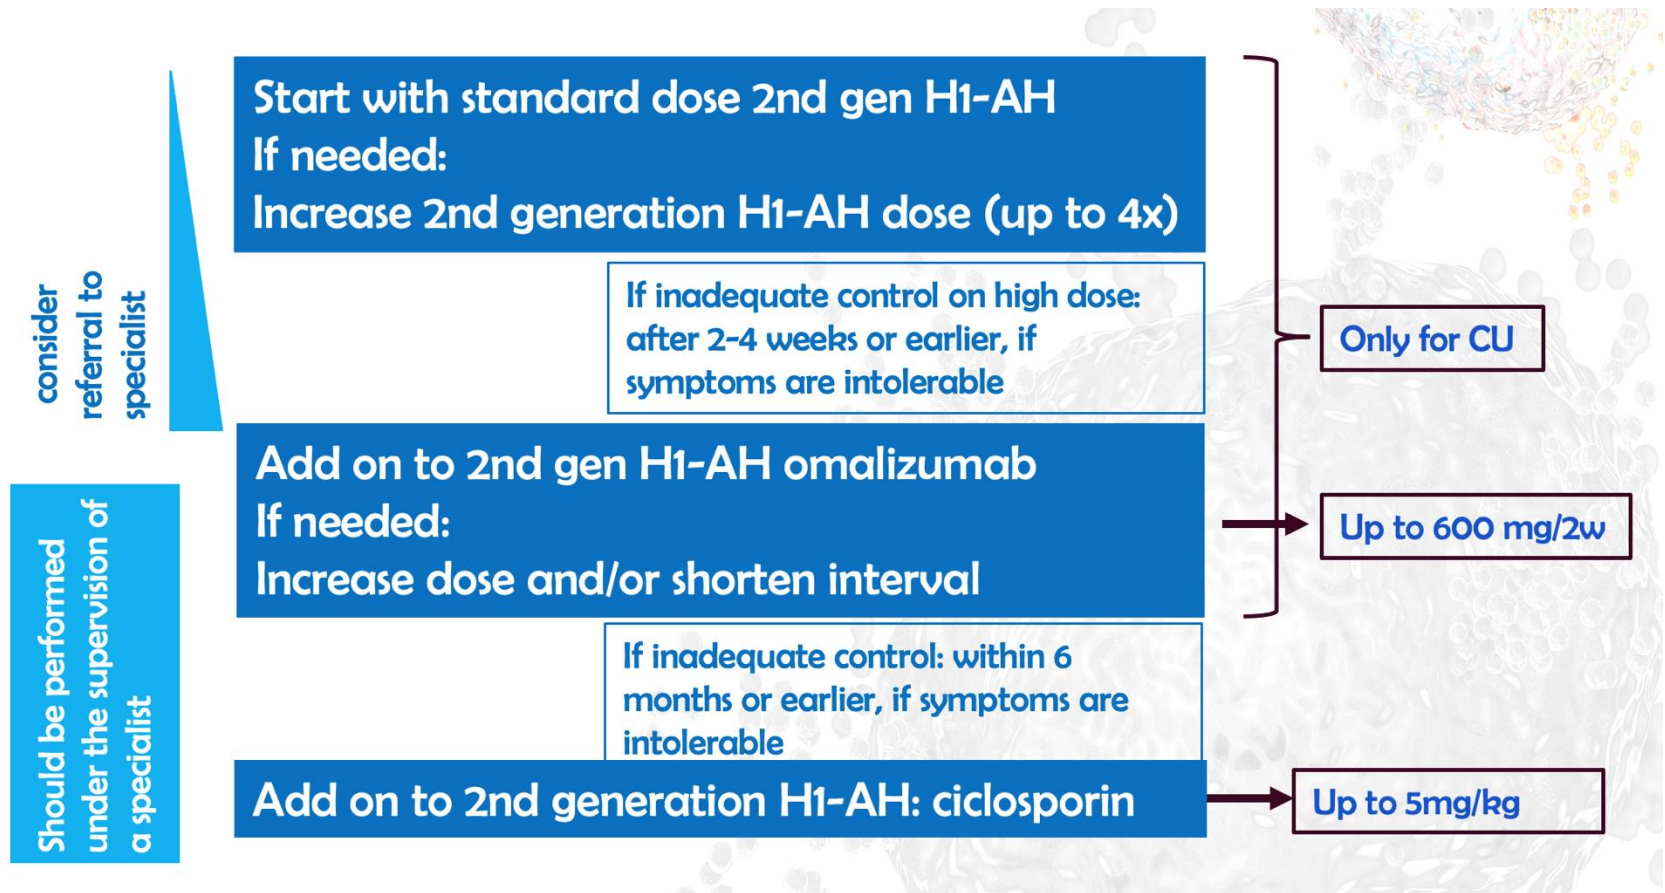 Start with standard dose 2nd gen H1-AH
If needed:
Increase 2nd generation H1-AH dose (up to 4x)
consider
referral to
specialist
If inadequate control on high dose:
after 2-4 weeks or earlier, if
symptoms are intolerable
Only for CU
Add on to 2nd gen H1-AH omalizumab
If needed:
Increase dose and/or shorten interval
Up to 600 mg/2w
Should be performed
under the supervision of
a specialist
If inadequate control: within 6
months or earlier, if symptoms are
intolerable
Add on to 2nd generation H1-AH: ciclosporin
Up to 5mg/kg